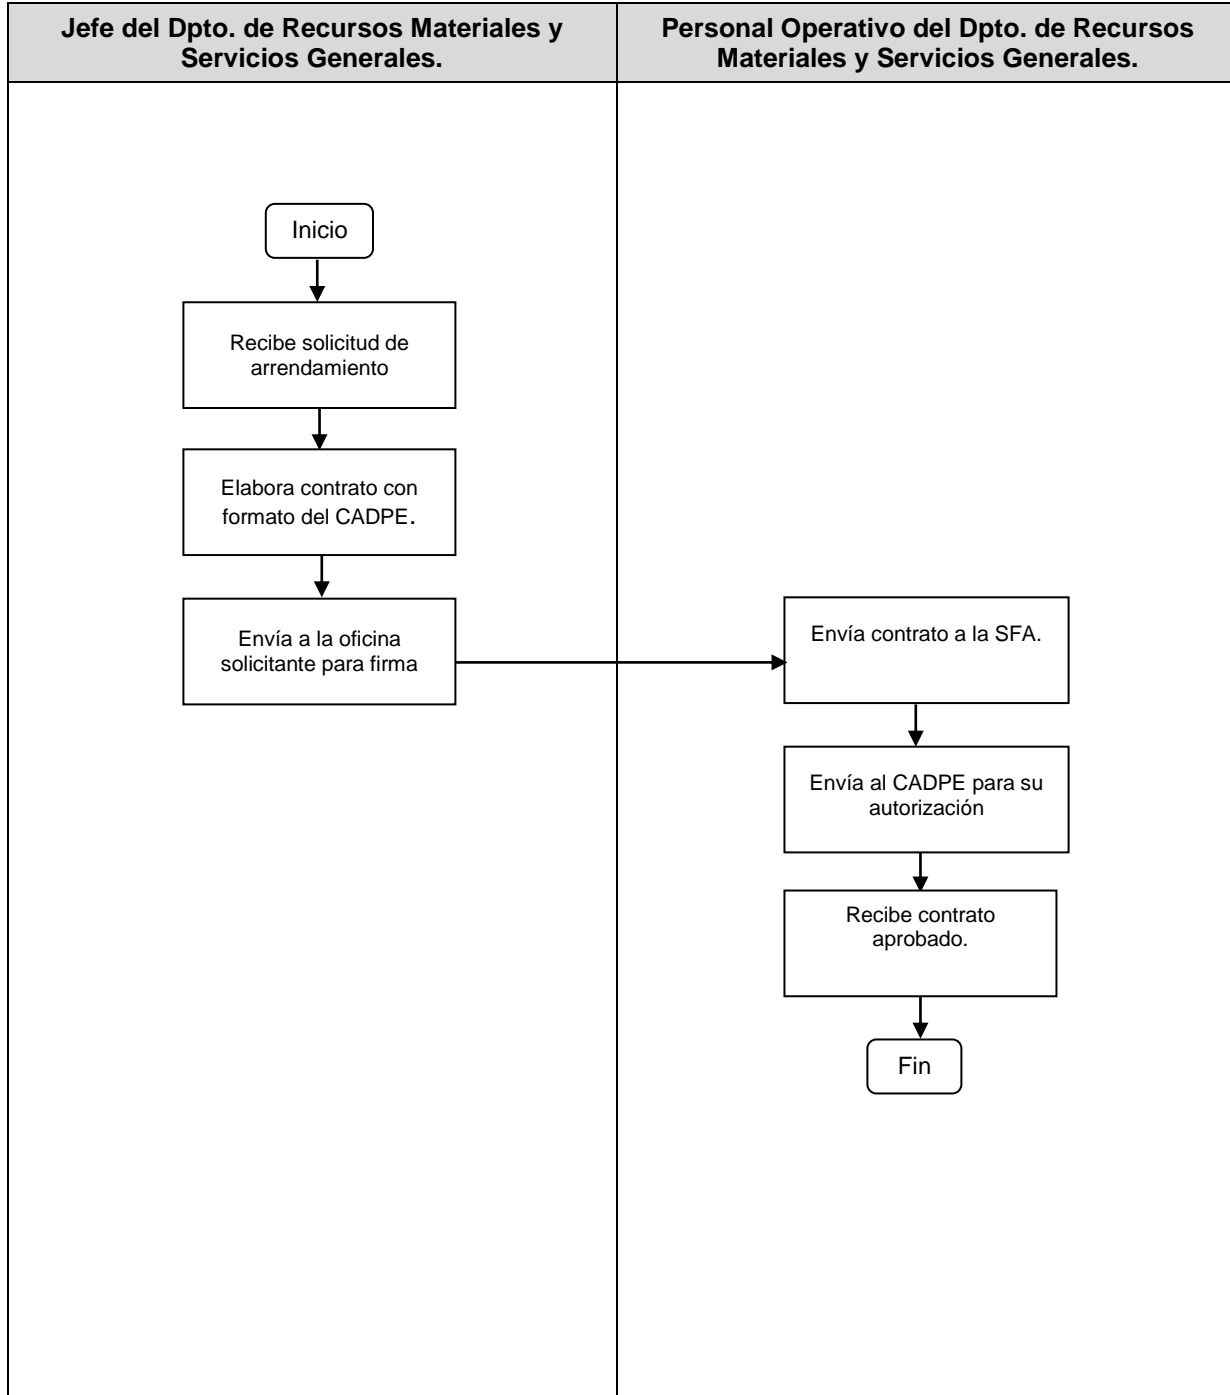 Jefe del Dpto. de Recursos Materiales y
Servicios Generales.
Personal Operativo del Dpto. de Recursos
Materiales y Servicios Generales.
Inicio
Recibe solicitud de
arrendamiento
Elabora contrato con
formato del CADPE.
Envía a la oficina
solicitante para firma
Envía contrato a la SFA.
Envía al CADPE para su
autorización
Recibe contrato
aprobado.
Fin